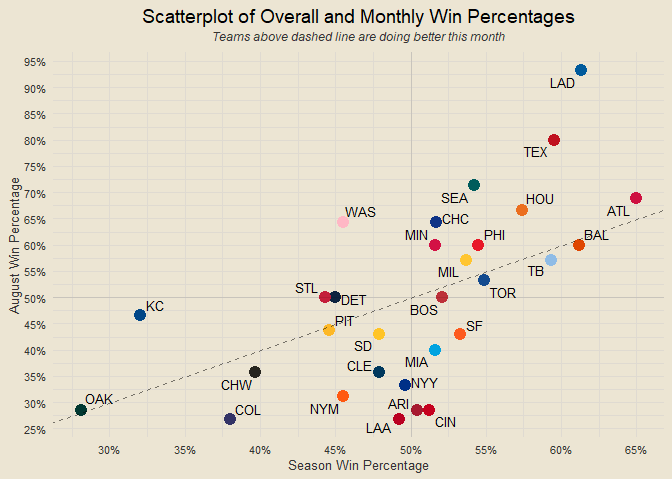 Scatterplot of Overall and Monthly Win Percentages
Teams above dashed line are doing better this month
95%
90%
85%
80%
75%
70%
65%
60%
55%
50%
45%
40%
35%
30%
25%
August Win Percentage
LAD
TEX
SEA
HOU
ATL
WAS
CHC
MIN
PHI
BAL
MIL
TB
STL
DET
TOR
KC
PIT
BOS
SF
SD
MIA
CLE
CHW
NYY
OAK
COL
NYM
ARI
LAA
CIN
30%
35%
40%
45%
50%
55%
60%
65%
Season Win Percentage